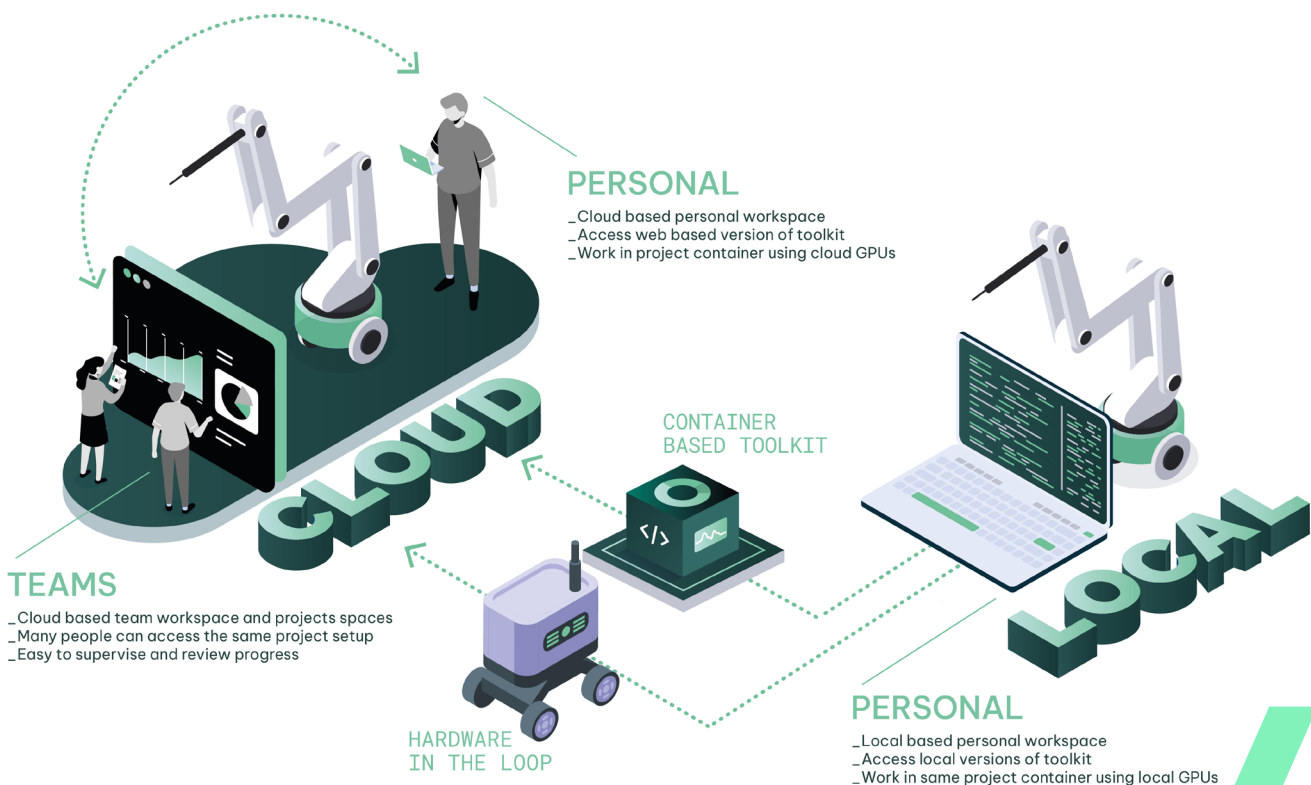 PERSONAL
_Cloud based personal workspace
_Access web based version of toolkit
_Work in project container using cloud GPUs
CLOUD
CONTAINER
BASED TOOLKIT
</>
LOCAL
TEAMS
_Cloud based team workspace and projects spaces
_Many people can access the same project setup
_Easy to supervise and review progress
HARDWARE
IN THE LOOP
PERSONAL
_Local based personal workspace
_Access local versions of toolkit
_Work in same project container using local GPUs